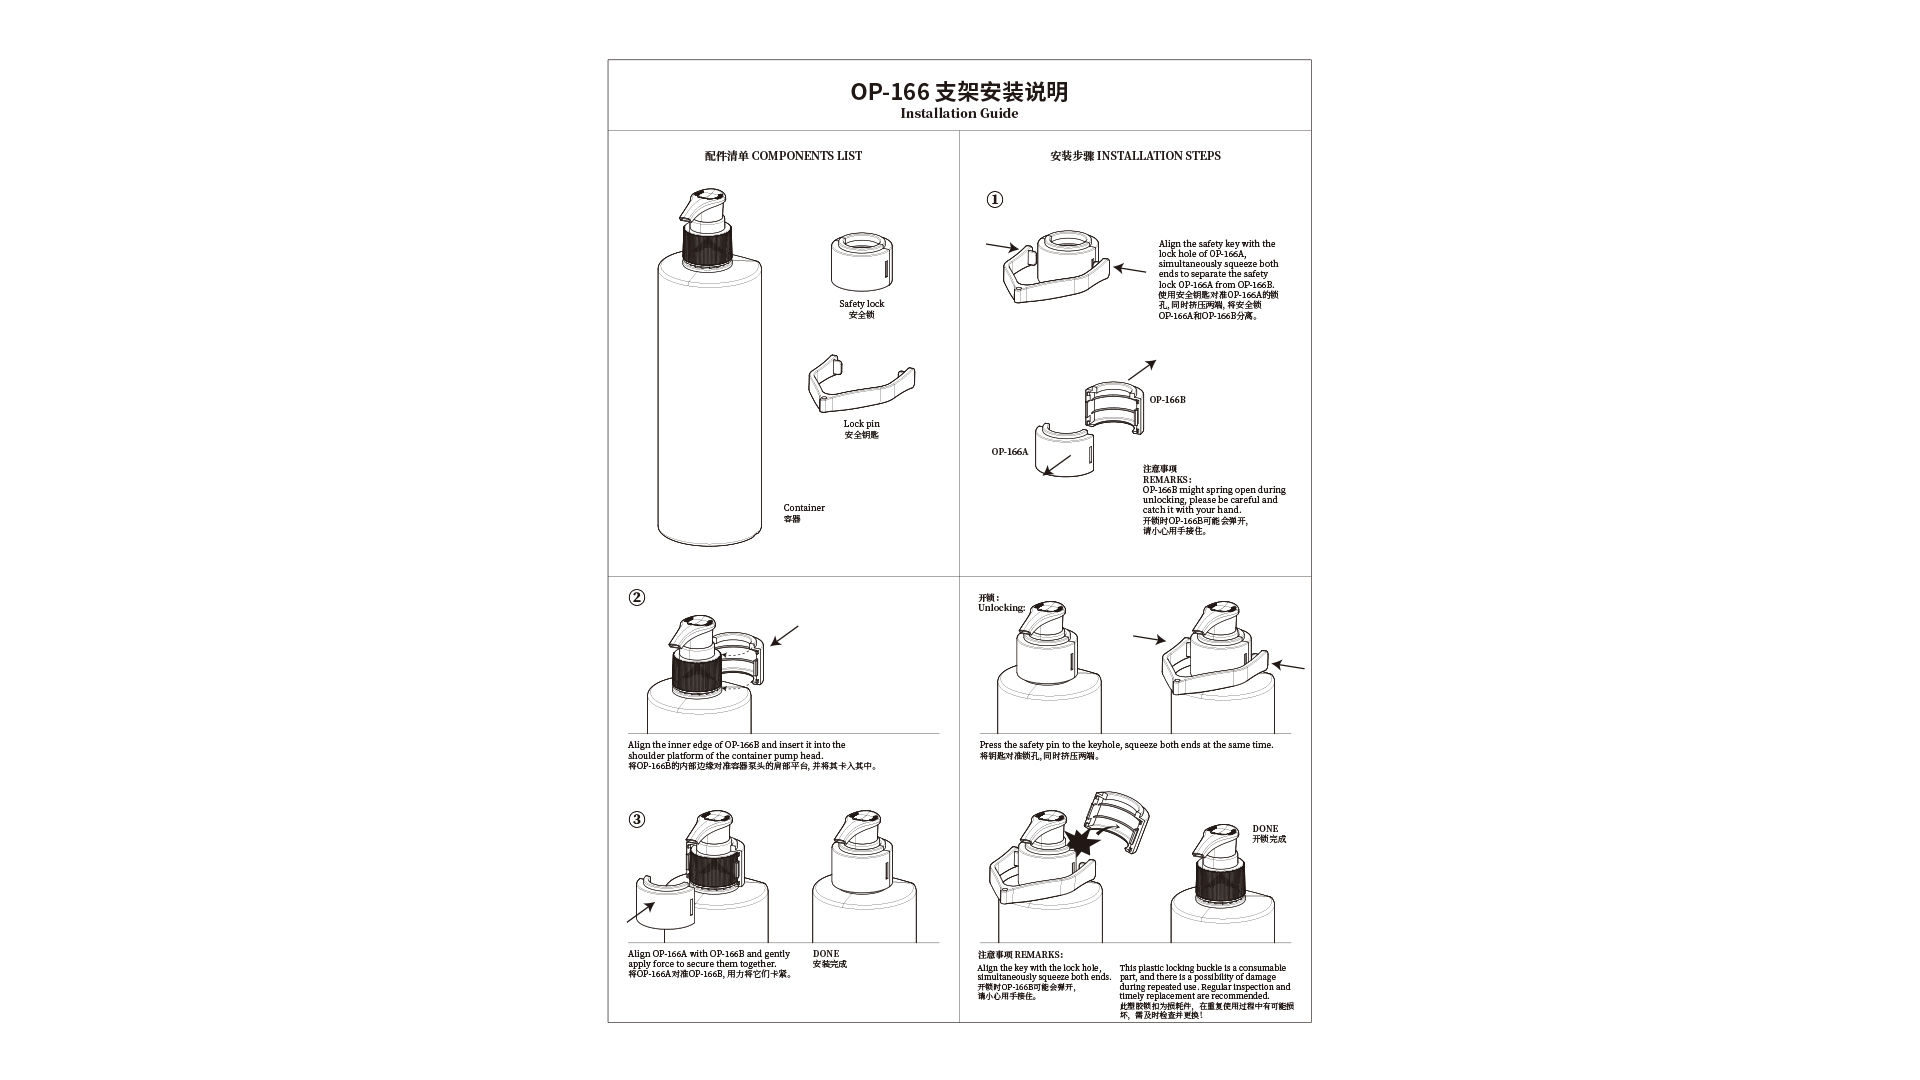 OP-166 支架安装说明
Installation Guide
配件清单 COMPONENTS LIST
Safety lock
安全锁
Lock pin
安全钥匙
Container
容器
安装步骤 INSTALLATION STEPS
①
Align the safety key with the
lock hole of OP-166A,
simultaneously squeeze both
ends to separate the safety
lock OP-166A from OP-166B.
使用安全钥匙对准OP-166A的锁
孔, 同时挤压两端, 将安全锁
OP-166A和OP-166B分离。
OP-166B
OP-166A
注意事项
REMARKS:
OP-166B might spring open during
unlocking, please be careful and
catch it with your hand.
开锁时OP-166B可能会弹开,
请小心用手接住。
②
Align the inner edge of OP-166B and insert it into the
shoulder platform of the container pump head.
将OP-166B的内部边缘对准容器泵头的肩部平台, 并将其卡入其中。
③
Align OP-166A with OP-166B and gently
apply force to secure them together.
将OP-166A对准OP-166B, 用力将它们卡紧。
DONE
安装完成
开锁:
Unlocking:
Press the safety pin to the keyhole, squeeze both ends at the same time.
将钥匙对准锁孔, 同时挤压两端。
DONE
开锁完成
注意事项 REMARKS:
Align the key with the lock hole,
simultaneously squeeze both ends.
开锁时OP-166B可能会弹开,
请小心用手接住。
This plastic locking buckle is a consumable
part, and there is a possibility of damage
during repeated use. Regular inspection and
timely replacement are recommended.
此塑胶锁扣为损耗件，在重复使用过程中有可能损
坏，需及时检查并更换!